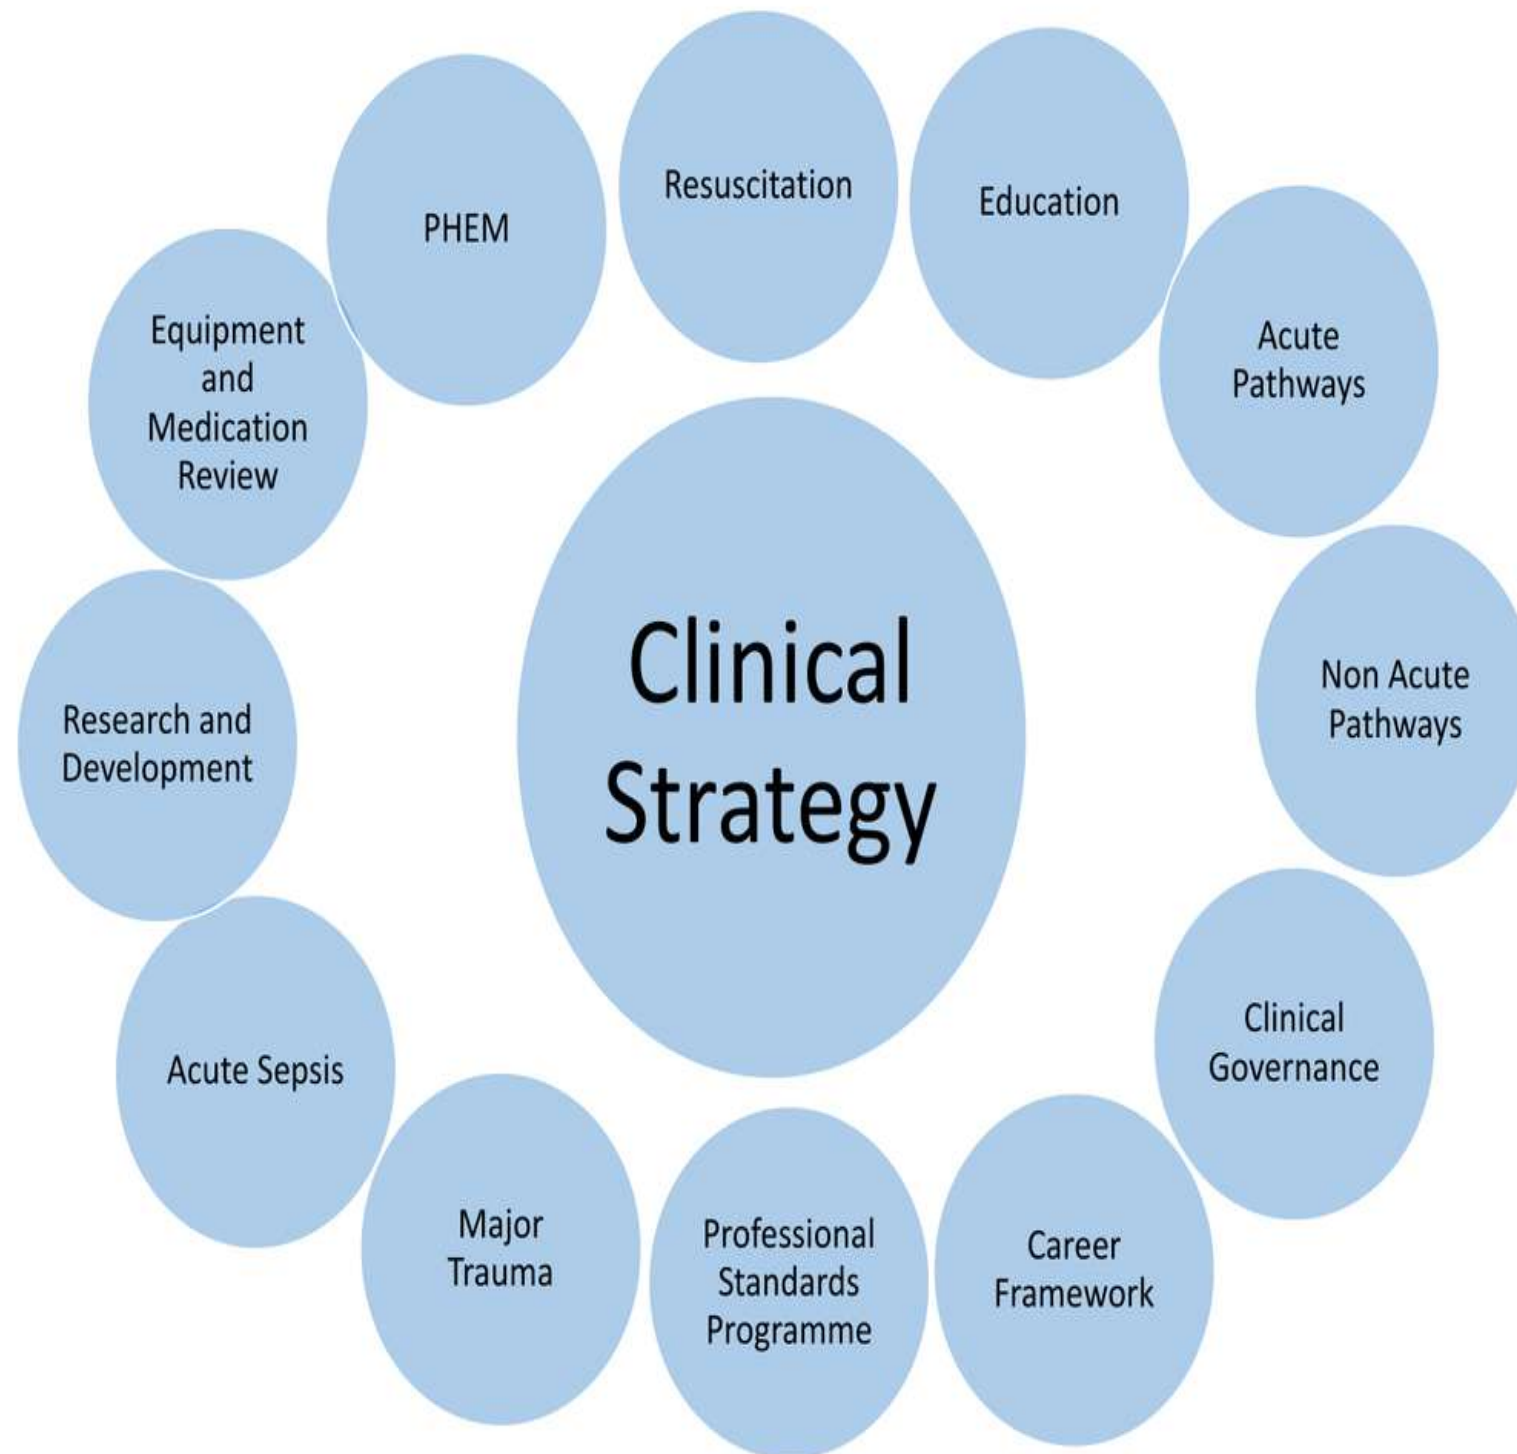 Resuscitation
Education
Acute
Pathways
Non Acute
Pathways
Clinical
Governance
Career
Framework
Professional
Standards
Programme
Major
Trauma
Acute Sepsis
Research and
Development
Equipment
and
Medication
Review
PHEM
Clinical
Strategy